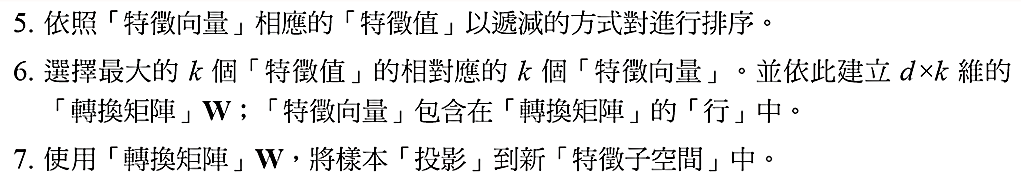 5. 依照「特徵向量」相應的「特徵值」以遞減的方式對進行排序。
6. 選擇最大的 k 個「特徵值」的相對應的 k 個「特徵向量」。並依此建立 d×k 維的
「轉換矩陣」W；「特徵向量」包含在「轉換矩陣」的「行」中。
7. 使用「轉換矩陣」W，將樣本「投影」到新「特徵子空間」中。